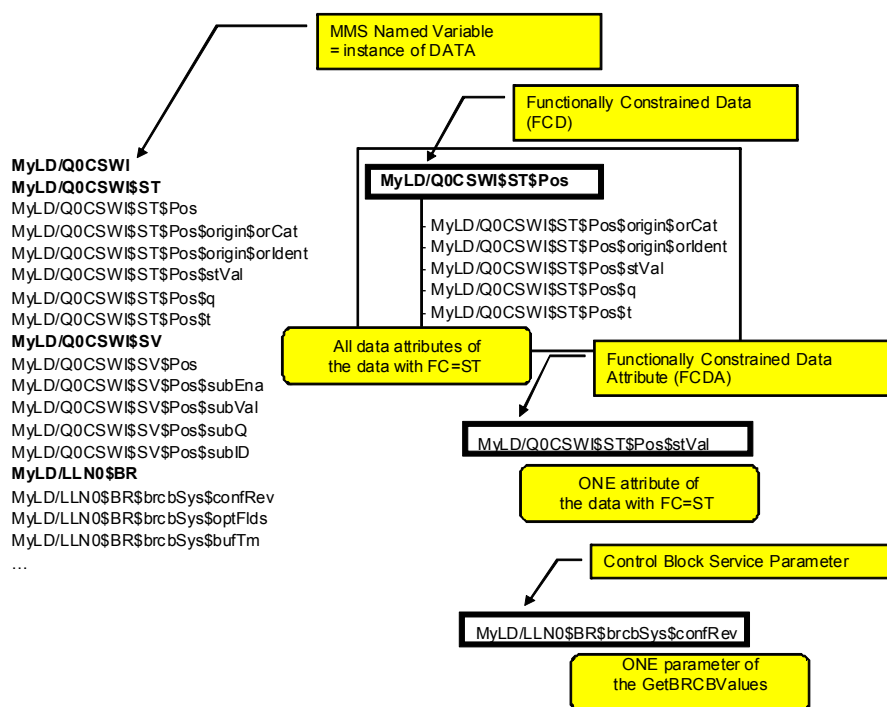 MMS Named Variable
= instance of DATA
Functionally Constrained Data
(FCD)
MyLD/Q0CSWI
MyLD/Q0CSWI$ST
MyLD/Q0CSWI$ST$Pos
MyLD/Q0CSWI$ST$Pos$origin$orCat
MyLD/Q0CSWI$ST$Pos$origin$orIdent
MyLD/Q0CSWI$ST$Pos$stVal
MyLD/Q0CSWI$ST$Pos$q
MyLD/Q0CSWI$ST$Pos$t
MyLD/Q0CSWI$SV
MyLD/Q0CSWI$SV$Pos
MyLD/Q0CSWI$SV$Pos$subEna
MyLD/Q0CSWI$SV$Pos$subVal
MyLD/Q0CSWI$SV$Pos$subQ
MyLD/Q0CSWI$SV$Pos$subID
MyLD/LLN0$BR
MyLD/LLN0$BR$brcbSys$confRev
MyLD/LLN0$BR$brcbSys$optFlds
MyLD/LLN0$BR$brcbSys$bufTm
...
MyLD/Q0CSWI$ST$Pos
- MyLD/Q0CSWI$ST$Pos$origin$orCat
- MyLD/Q0CSWI$ST$Pos$origin$orIdent
- MyLD/Q0CSWI$ST$Pos$stVal
- MyLD/Q0CSWI$ST$Pos$q
- MyLD/Q0CSWI$ST$Pos$t
All data attributes of
the data with FC=ST
Functionally Constrained Data
Attribute (FCDA)
MyLD/Q0CSWI$ST$Pos$stVal
ONE attribute of
the data with FC=ST
Control Block Service Parameter
MyLD/LLN0$BR$brcbSys$confRev
ONE parameter of
the GetBRCBValues